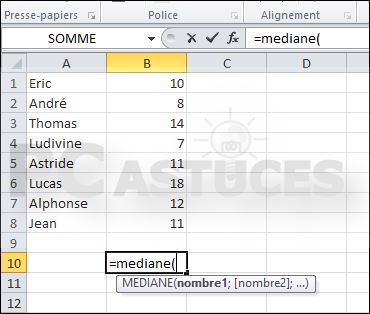 Presse-papiers Police Alignement
SOMME fx =mediane(
A B C D
1 Eric 10
2 André 8
3 Thomas 14
4 Ludivine 7
5 Astride 11
6 Lucas 18
7 Alphonse 12
8 Jean 11
9
10 =mediane(
11 MEDIANE(nombre1; [nombre2]; ...)
12
PC ASTUCES